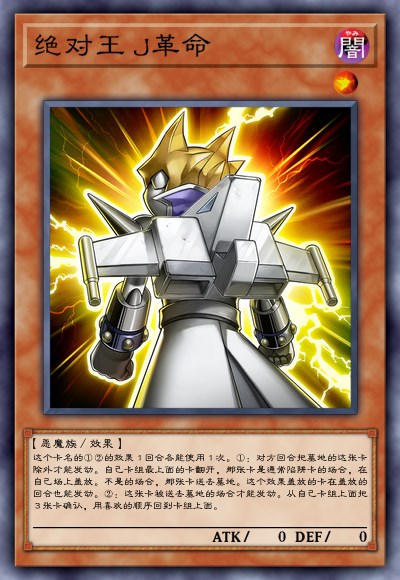 绝对王 J革命
やみ
闇
【恶魔族／效果】
这个卡名的①②的效果1回合各能使用1次。①：对方回合把墓地的这张卡
除外才能发动。自己卡组最上面的卡翻开，那张卡是通常陷阱卡的场合，在
自己场上盖放。不是的场合，那张卡送去墓地。这个效果盖放的卡在盖放的
回合也能发动。②：这张卡被送去墓地的场合才能发动。从自己卡组上面把
3张卡确认，用喜欢的顺序回到卡组上面。
ATK/ 0 DEF/ 0